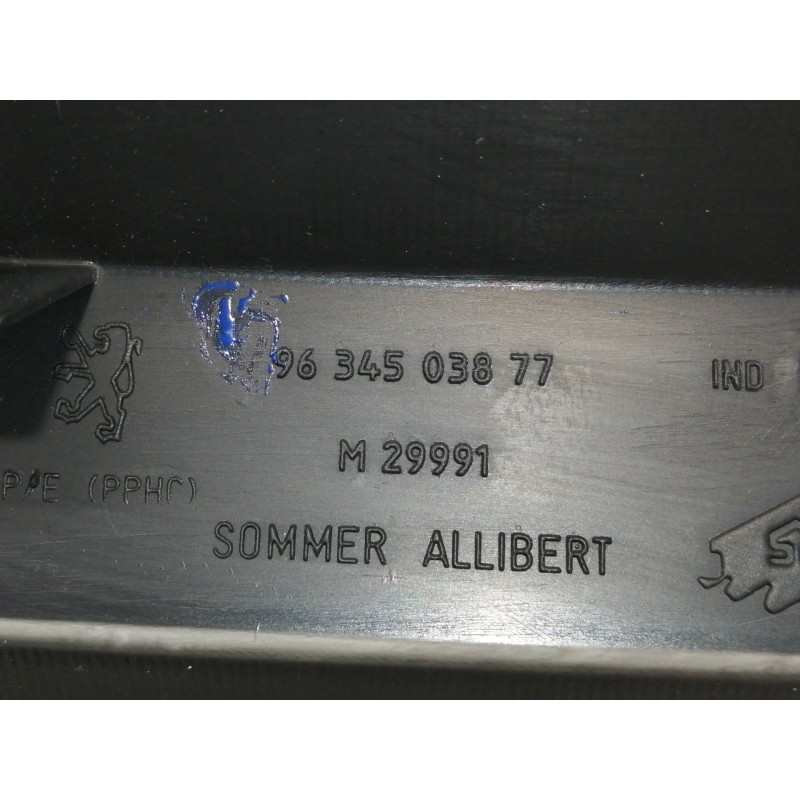 96 345 038 77 IND
M 29991
P/E (PPHC)
SOMMER ALLIBERT